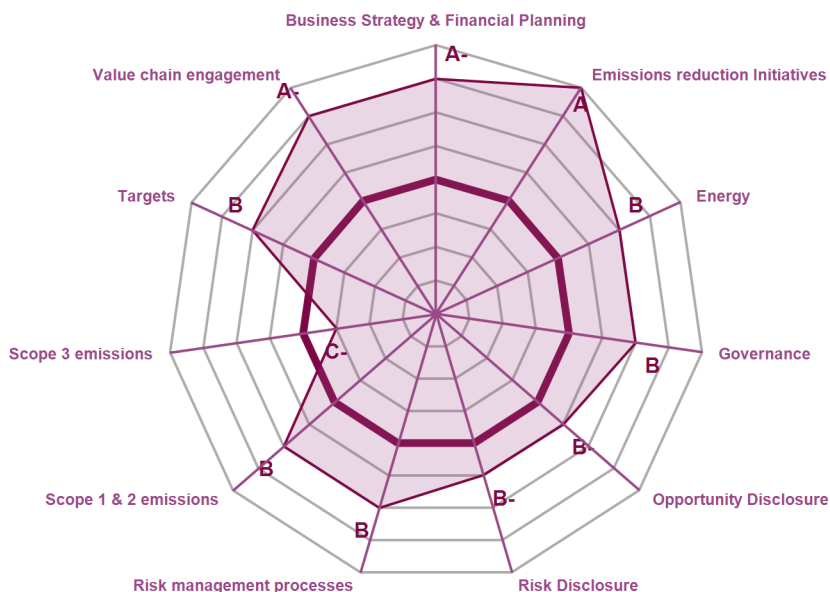 Business Strategy & Financial Planning
A-
Value chain engagement
Emissions reduction Initiatives
A-
A
Targets
B
B
Energy
Scope 3 emissions
C-
B
Governance
B-
Scope 1 & 2 emissions
B
B-
Opportunity Disclosure
B
Risk management processes
Risk Disclosure